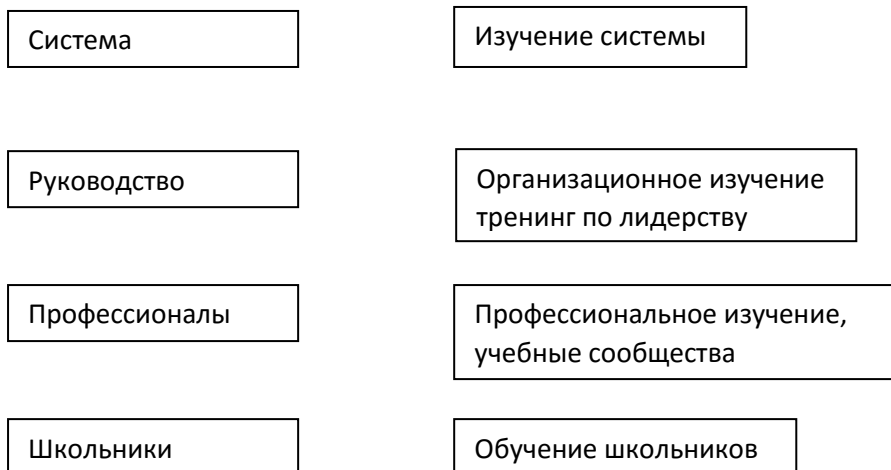 Система
Изучение системы
Руководство
Организационное изучение
тренинг по лидерству
Профессионалы
Профессиональное изучение,
учебные сообщества
Школьники
Обучение школьников